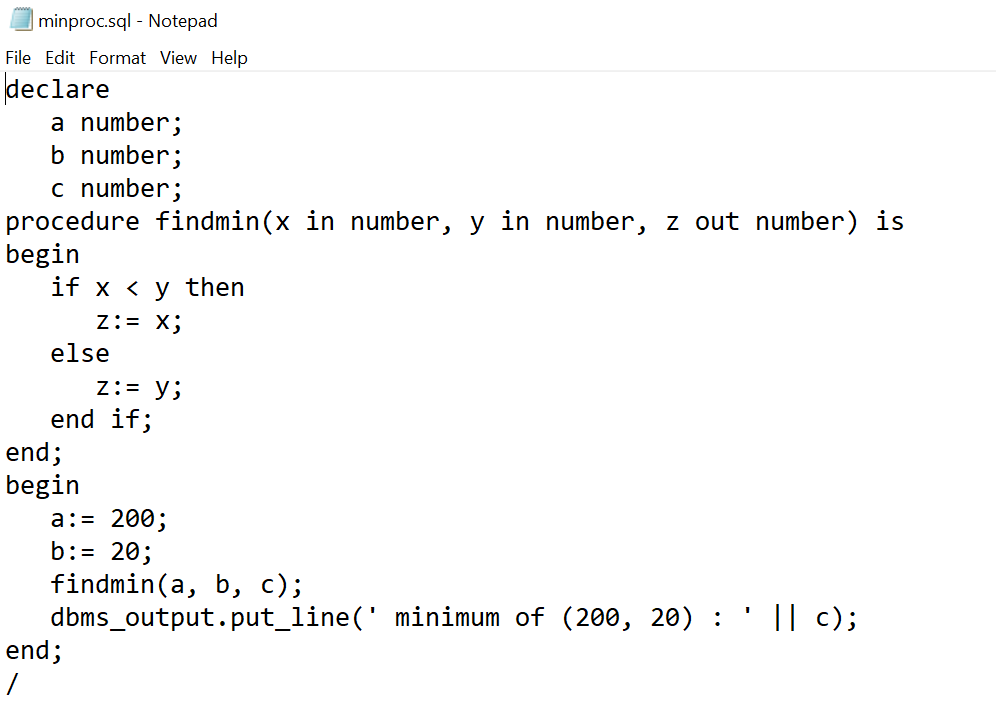 minproc.sql - Notepad
File Edit Format View Help
declare
   a number;
   b number;
   c number;
procedure findmin(x in number, y in number, z out number) is
begin
   if x < y then
      z:= x;
   else
      z:= y;
   end if;
end;
begin
   a:= 200;
   b:= 20;
   findmin(a, b, c);
   dbms_output.put_line(' minimum of (200, 20) : ' || c);
end;
/